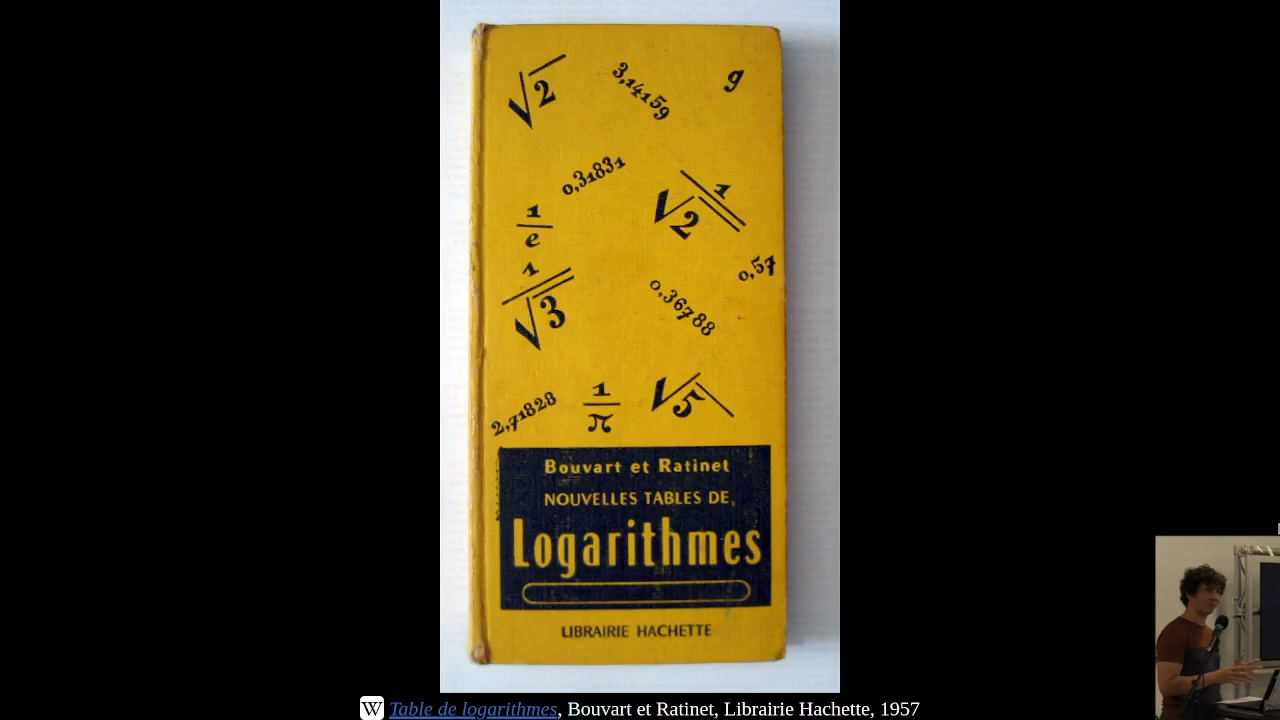 √2
3,14159
g
0,31831
1
√2
1
e
0,57
1
√3
0,36788
2,71828
1
π
√5
Bouvart et Ratinet
NOUVELLES TABLES DE
Logarithmes
LIBRAIRIE HACHETTE
W Table de logarithmes, Bouvart et Ratinet, Librairie Hachette, 1957